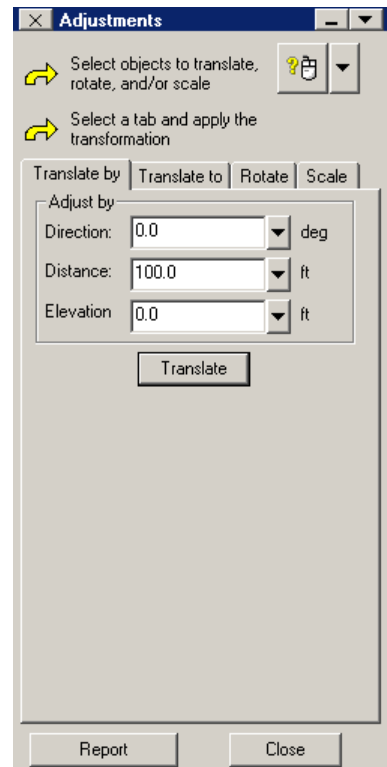 Adjustments
Select objects to translate,
rotate, and/or scale
Select a tab and apply the
transformation
Translate by Translate to Rotate Scale
Adjust by
Direction: 0.0 deg
Distance: 100.0 ft
Elevation 0.0 ft
Translate
Report Close